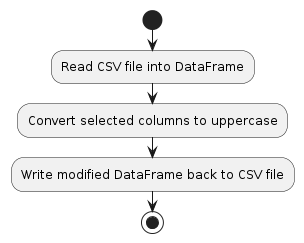 Read CSV file into DataFrame
Convert selected columns to uppercase
Write modified DataFrame back to CSV file